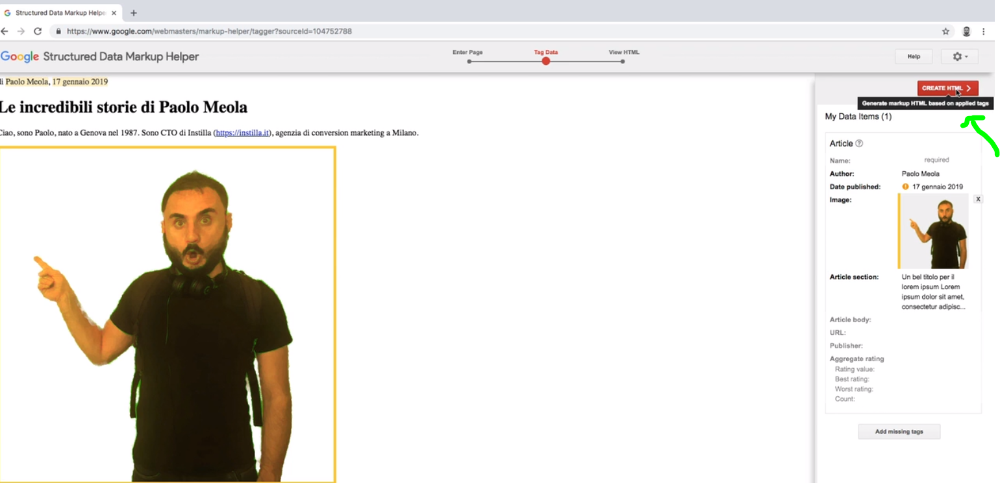 Structured Data Markup Helpe
https://www.google.com/webmasters/markup-helper/tagger?sourceId=104752788
Google Structured Data Markup Helper
Enter Page
Tag Data
View HTML
Help
CREATE HTML
Generate markup HTML based on applied tags
di Paolo Meola, 17 gennaio 2019
Le incredibili storie di Paolo Meola
Ciao, sono Paolo, nato a Genova nel 1987. Sono CTO di Instilla (https://instilla.it), agenzia di conversion marketing a Milano.
My Data Items (1)
Article
Name: required
Author: Paolo Meola
Date published: 17 gennaio 2019
Image:
X
Article section: Un bel titolo per il
lorem ipsum Lorem
ipsum dolor sit amet,
consectetur adipisc...
Article body:
URL:
Publisher:
Aggregate rating
Rating value:
Best rating:
Worst rating:
Count:
Add missing tags